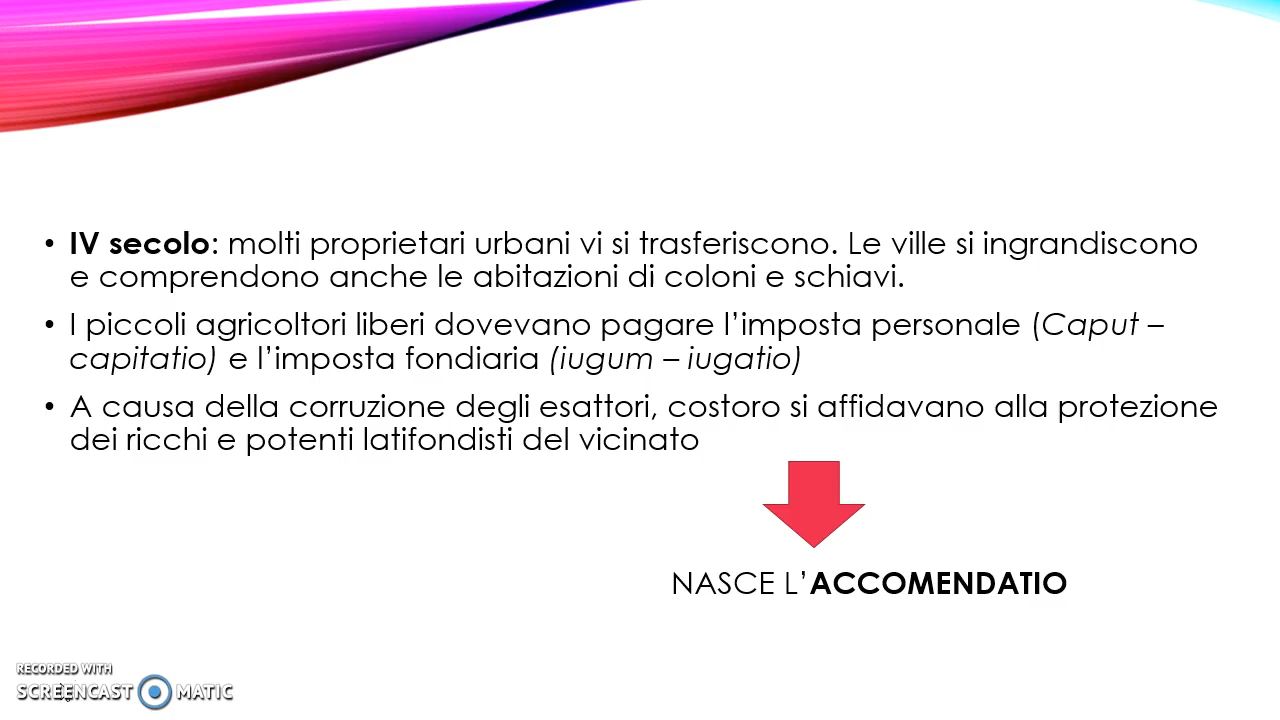 • IV secolo: molti proprietari urbani vi si trasferiscono. Le ville si ingrandiscono
e comprendono anche le abitazioni di coloni e schiavi.
• I piccoli agricoltori liberi dovevano pagare l’imposta personale (Caput –
capitatio) e l’imposta fondiaria (iugum – iugatio)
• A causa della corruzione degli esattori, costoro si affidavano alla protezione
dei ricchi e potenti latifondisti del vicinato
NASCE L’ACCOMENDATIO
RECORDED WITH
SCREENCAST MATIC